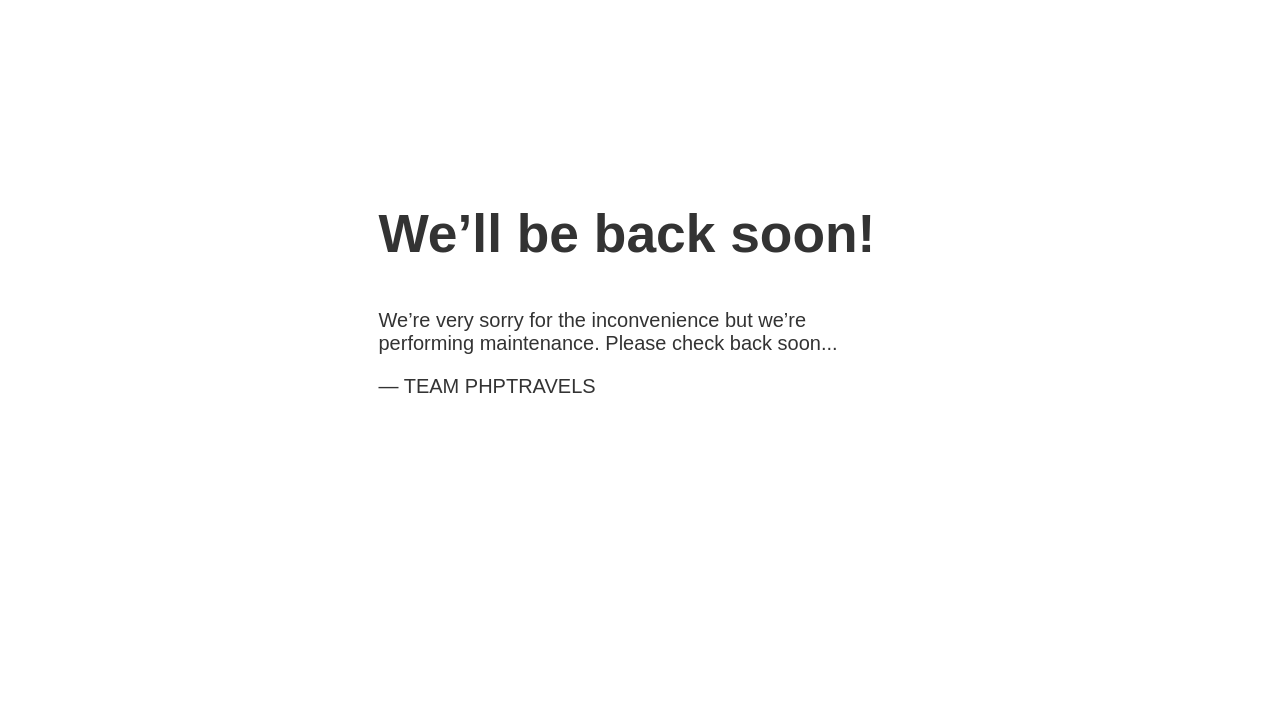 We’ll be back soon!
We’re very sorry for the inconvenience but we’re
performing maintenance. Please check back soon...
— TEAM PHPTRAVELS